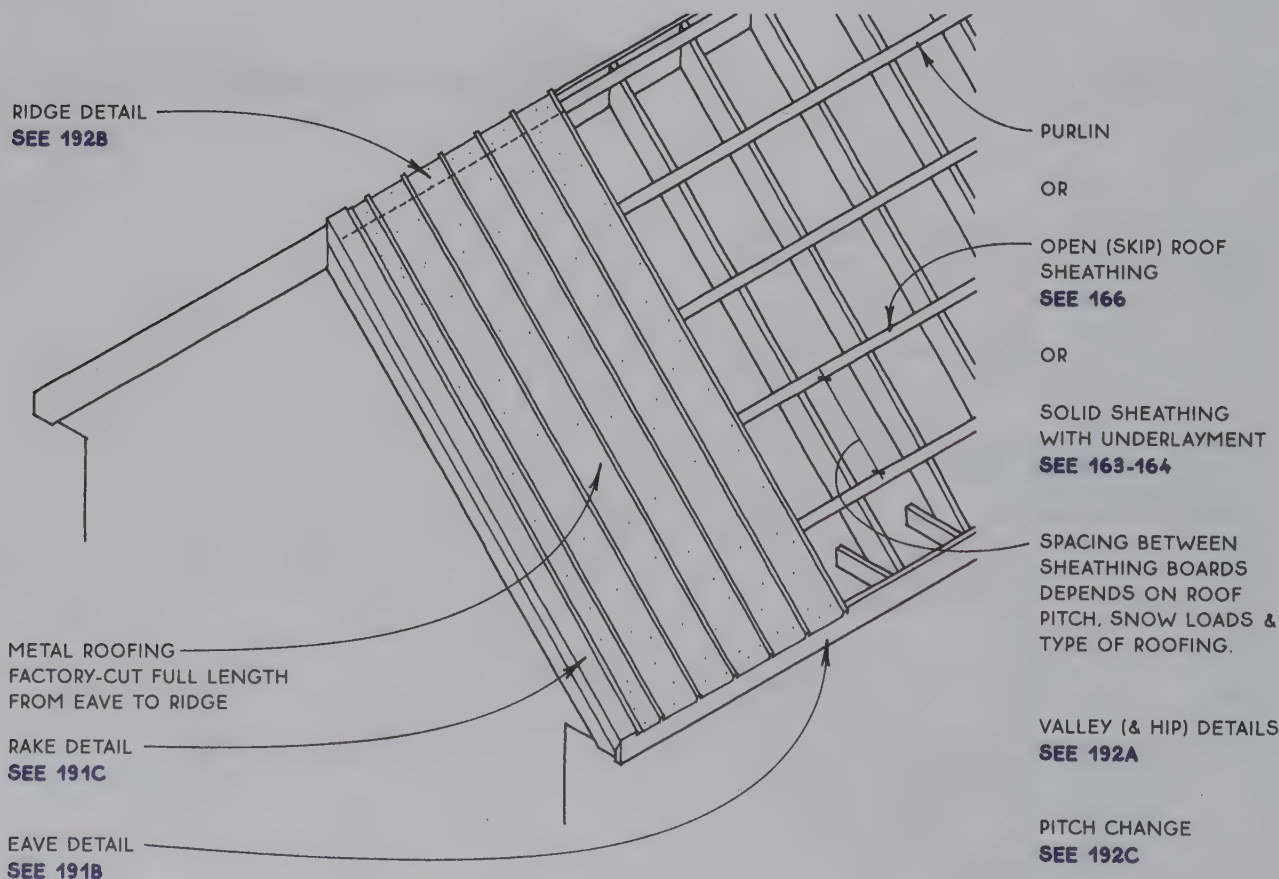 RIDGE DETAIL
SEE 192B
METAL ROOFING
FACTORY-CUT FULL LENGTH
FROM EAVE TO RIDGE
RAKE DETAIL
SEE 191C
EAVE DETAIL
SEE 191B
PURLIN
OR
OPEN (SKIP) ROOF
SHEATHING
SEE 166
OR
SOLID SHEATHING
WITH UNDERLAYMENT
SEE 163-164
SPACING BETWEEN
SHEATHING BOARDS
DEPENDS ON ROOF
PITCH, SNOW LOADS &
TYPE OF ROOFING.
VALLEY (& HIP) DETAILS
SEE 192A
PITCH CHANGE
SEE 192C